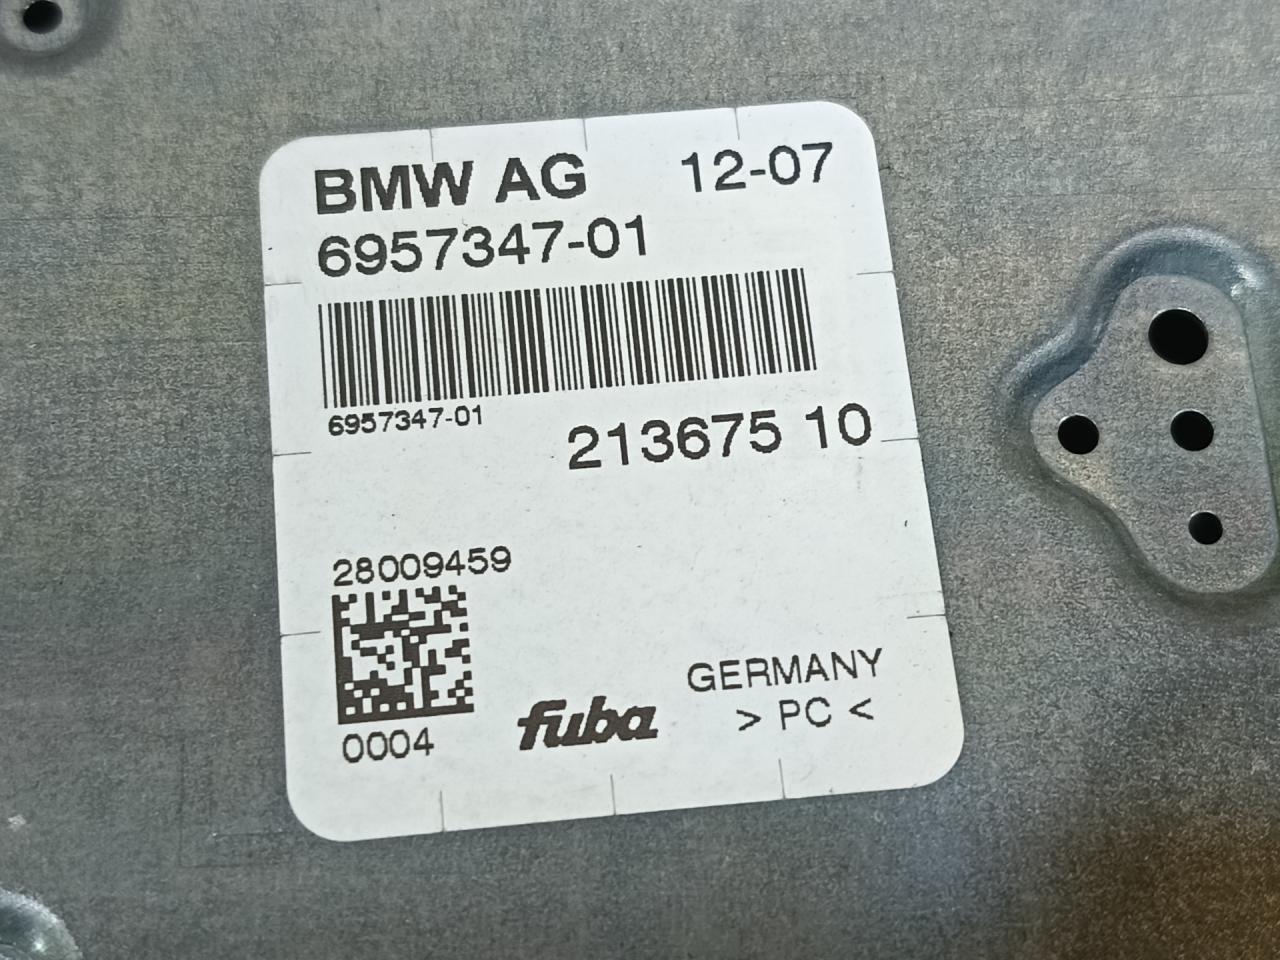 BMW AG 12-07
6957347-01
6957347-01
213675 10
28009459
0004
fuba
GERMANY
> PC <